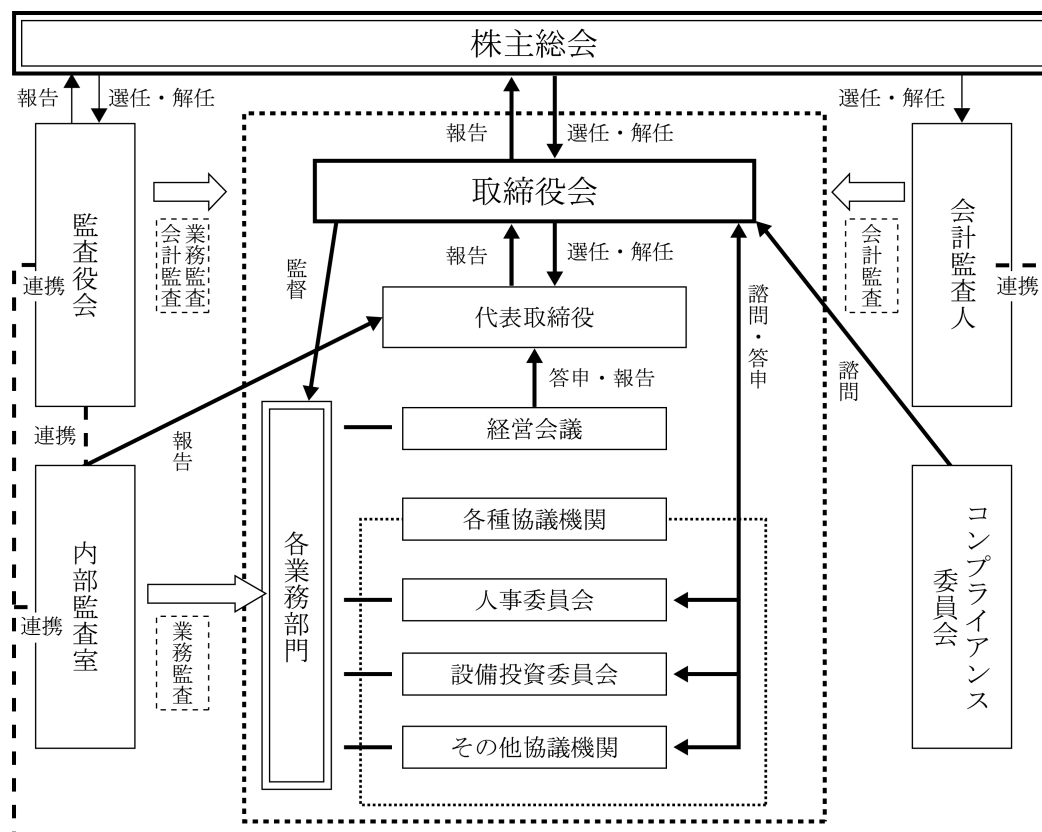 株主総会
報告
選任・解任
報告
選任・解任
選任・解任
監査役会
業務監査
会計監査
連携
取締役会
会計監査
会計監査人
連携
監督
報告
選任・解任
代表取締役
諮問・答申
諮問
答申・報告
連携
報告
経営会議
各業務部門
各種協議機関
人事委員会
設備投資委員会
その他協議機関
内部監査室
連携
業務監査
コンプライアンス
委員会